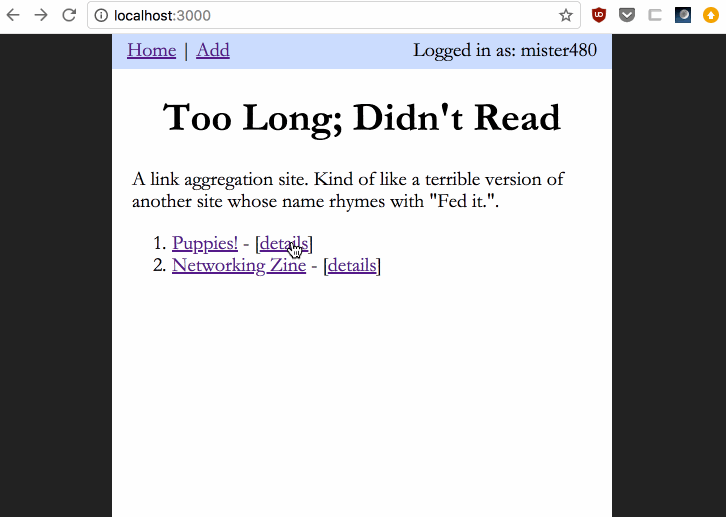 localhost:3000
Home | Add Logged in as: mister480
Too Long; Didn't Read
A link aggregation site. Kind of like a terrible version of
another site whose name rhymes with "Fed it.".
1. Puppies! - [details]
2. Networking Zine - [details]